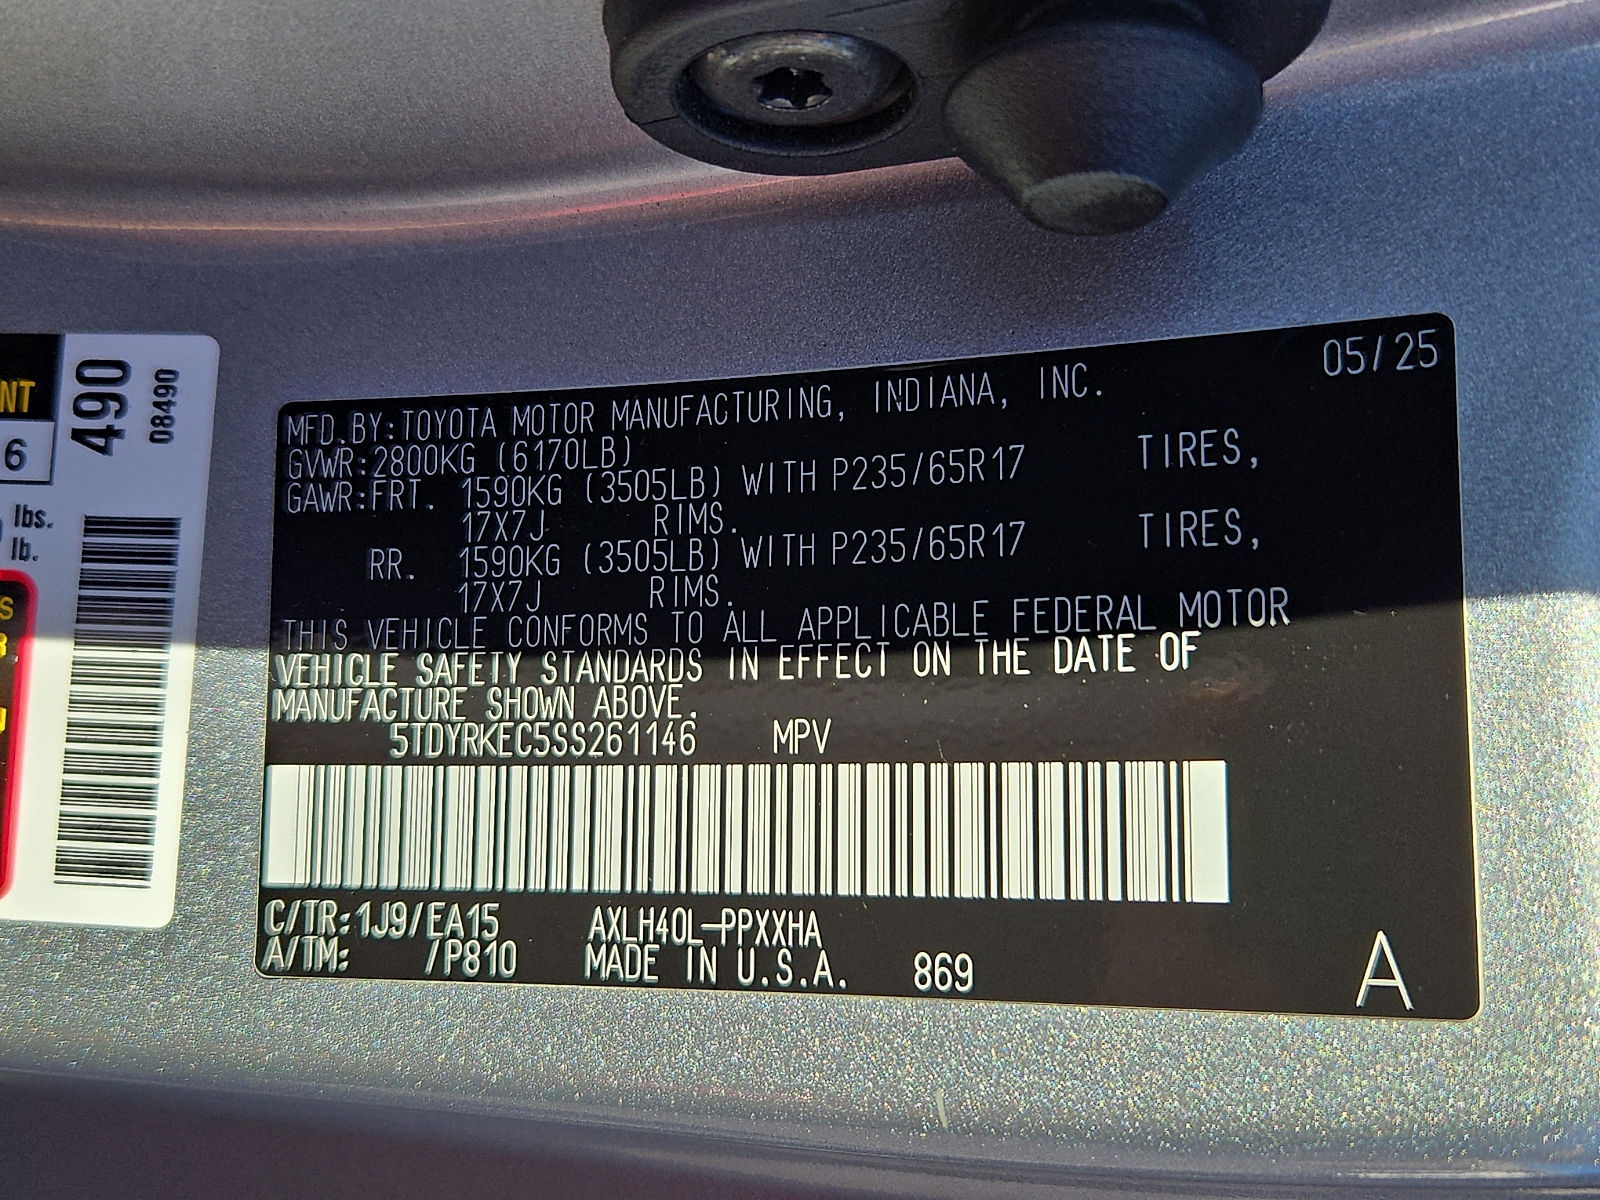 NT
6
lbs.
lb.
S
R.
490
08490
05/25
MFD.BY:TOYOTA MOTOR MANUFACTURING, INDIANA, INC.
GVWR:2800KG (6170LB)
GAWR:FRT. 1590KG (3505LB) WITH P235/65R17 TIRES,
17X7J RIMS.
RR. 1590KG (3505LB) WITH P235/65R17 TIRES,
17X7J RIMS.
THIS VEHICLE CONFORMS TO ALL APPLICABLE FEDERAL MOTOR
VEHICLE SAFETY STANDARDS IN EFFECT ON THE DATE OF
MANUFACTURE SHOWN ABOVE.
5TDYRKEC5SS261146 MPV
C/TR:1J9/EA15 AXLH40L-PPXXHA
A/TM: /P810 MADE IN U.S.A. 869
A